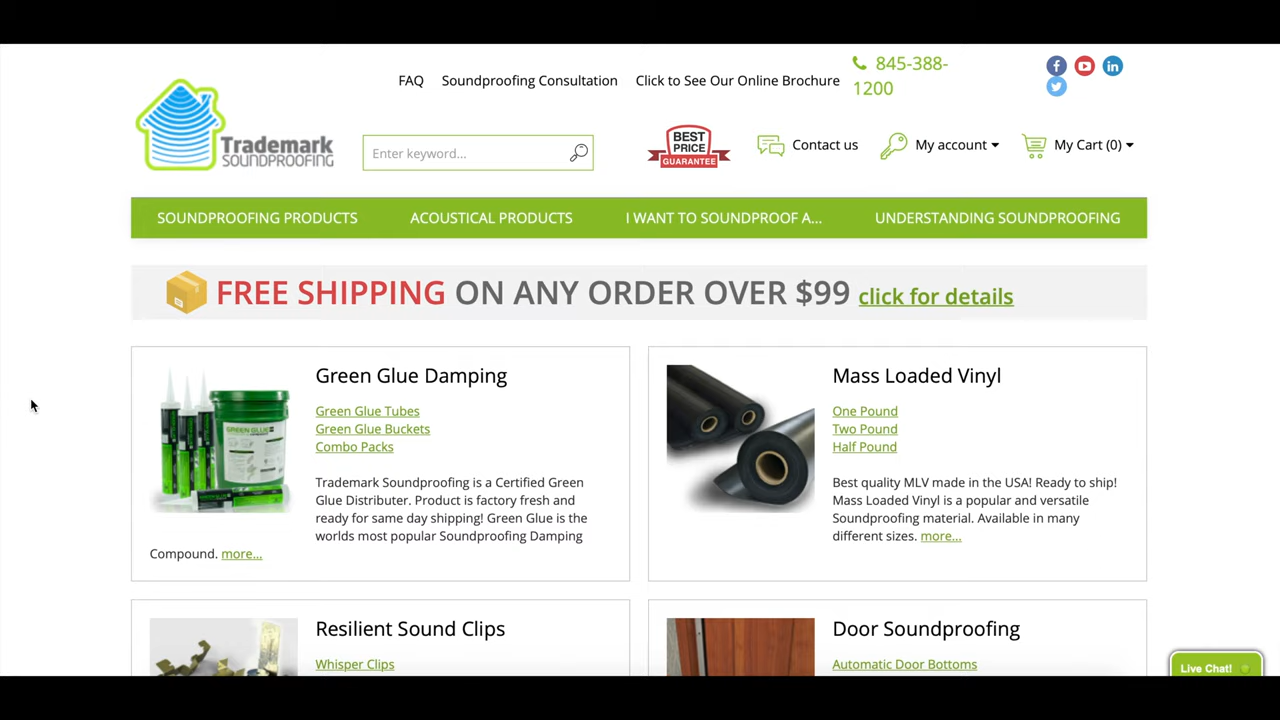 FAQ Soundproofing Consultation Click to See Our Online Brochure
845-388-
1200
Trademark
SOUNDPROOFING
Enter keyword...
BEST
PRICE
GUARANTEE
Contact us
My account
My Cart (0)
SOUNDPROOFING PRODUCTS ACOUSTICAL PRODUCTS I WANT TO SOUNDPROOF A... UNDERSTANDING SOUNDPROOFING
FREE SHIPPING ON ANY ORDER OVER $99 click for details
Green Glue Damping
Green Glue Tubes
Green Glue Buckets
Combo Packs
GREEN GLUE
Trademark Soundproofing is a Certified Green
Glue Distributer. Product is factory fresh and
ready for same day shipping! Green Glue is the
worlds most popular Soundproofing Damping
Compound. more...
Mass Loaded Vinyl
One Pound
Two Pound
Half Pound
Best quality MLV made in the USA! Ready to ship!
Mass Loaded Vinyl is a popular and versatile
Soundproofing material. Available in many
different sizes. more...
Resilient Sound Clips
Whisper Clips
Door Soundproofing
Automatic Door Bottoms
Live Chat!